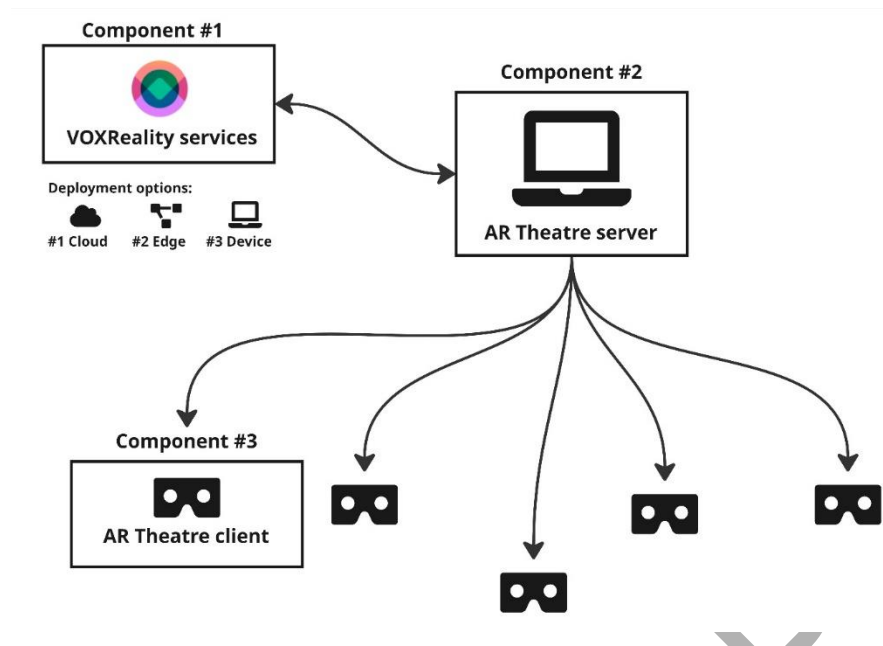 Component #1
VOXReality services
Deployment options:
#1 Cloud #2 Edge #3 Device
Component #2
AR Theatre server
Component #3
AR Theatre client